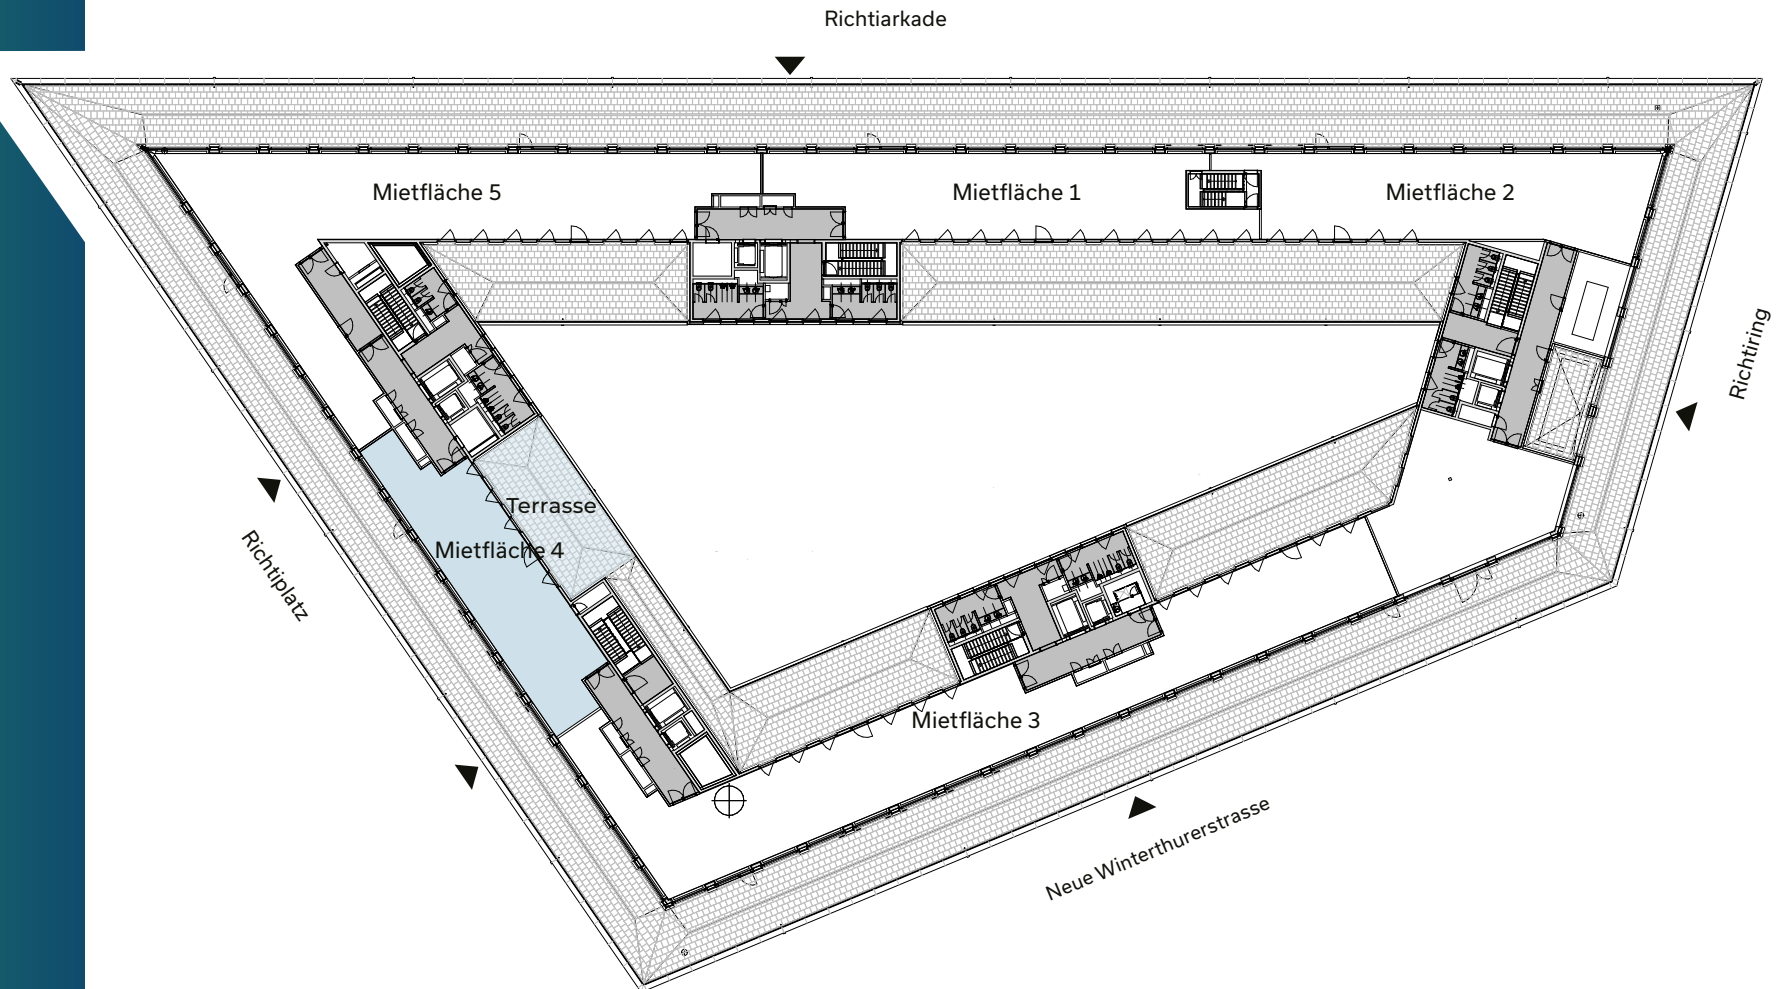 Richtiarkade
Mietfläche 5
Mietfläche 1
Mietfläche 2
Richtiring
Terrasse
Mietfläche 4
Richtiplatz
Mietfläche 3
Neue Winterthurerstrasse